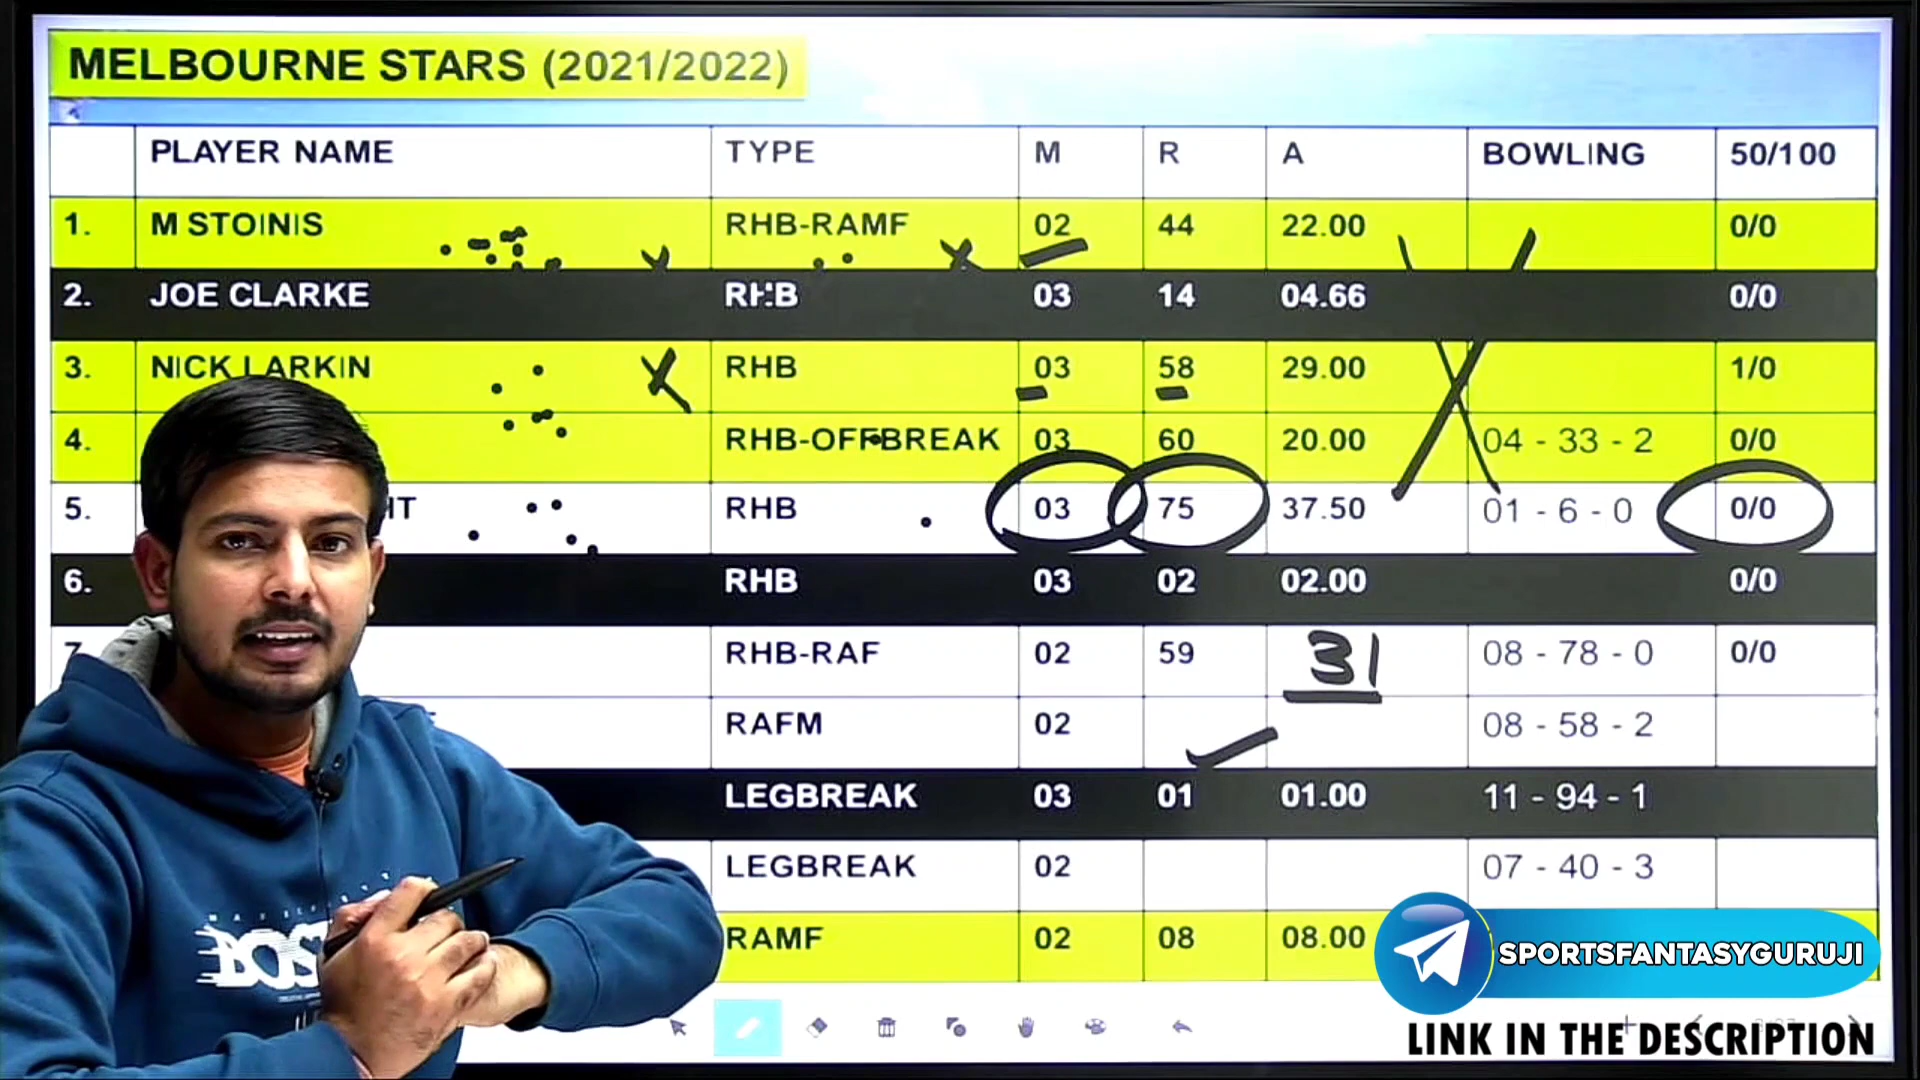 MELBOURNE STARS (2021/2022)
PLAYER NAME TYPE M R A BOWLING 50/100
1. M STOINIS RHB-RAMF 02 44 22.00 0/0
2. JOE CLARKE RHB 03 14 04.66 0/0
3. NICK LARKIN RHB 03 58 29.00 1/0
4. RHB-OFFBREAK 03 60 20.00 04 - 33 - 2 0/0
5. RHB 03 75 37.50 01 - 6 - 0 0/0
6. RHB 03 02 02.00 0/0
7. RHB-RAF 02 59 31 08 - 78 - 0 0/0
RAFM 02 08 - 58 - 2
LEGBREAK 03 01 01.00 11 - 94 - 1
LEGBREAK 02 07 - 40 - 3
RAMF 02 08 08.00
SPORTSFANTASYGURUJI
LINK IN THE DESCRIPTION